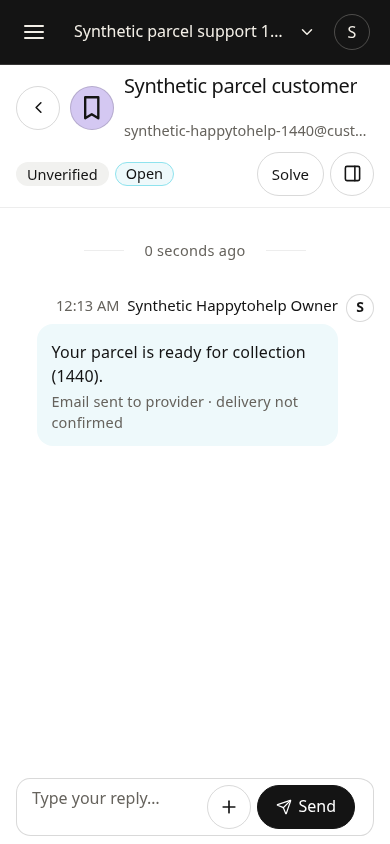 Synthetic parcel support 1...
S
Synthetic parcel customer
synthetic-happytohelp-1440@cust...
Unverified
Open
Solve
0 seconds ago
12:13 AM Synthetic Happytohelp Owner S
Your parcel is ready for collection
(1440).
Email sent to provider · delivery not
confirmed
Type your reply...
Send